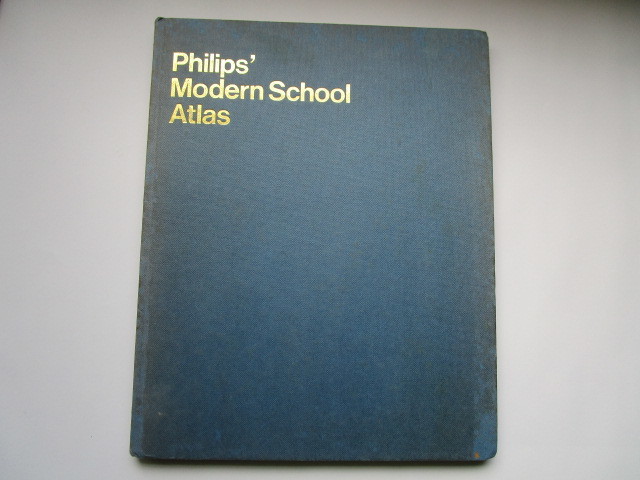 Philips'
Modern School
Atlas